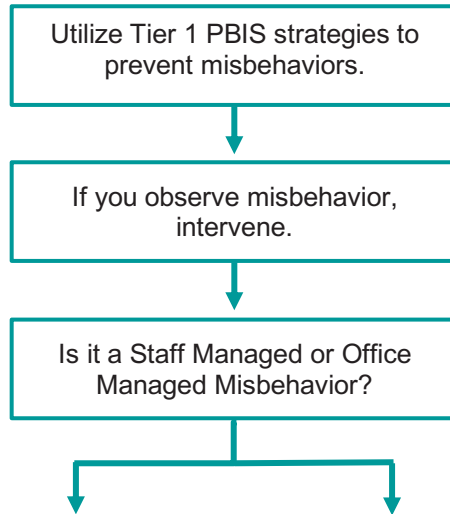 Utilize Tier 1 PBIS strategies to
prevent misbehaviors.
If you observe misbehavior,
intervene.
Is it a Staff Managed or Office
Managed Misbehavior?